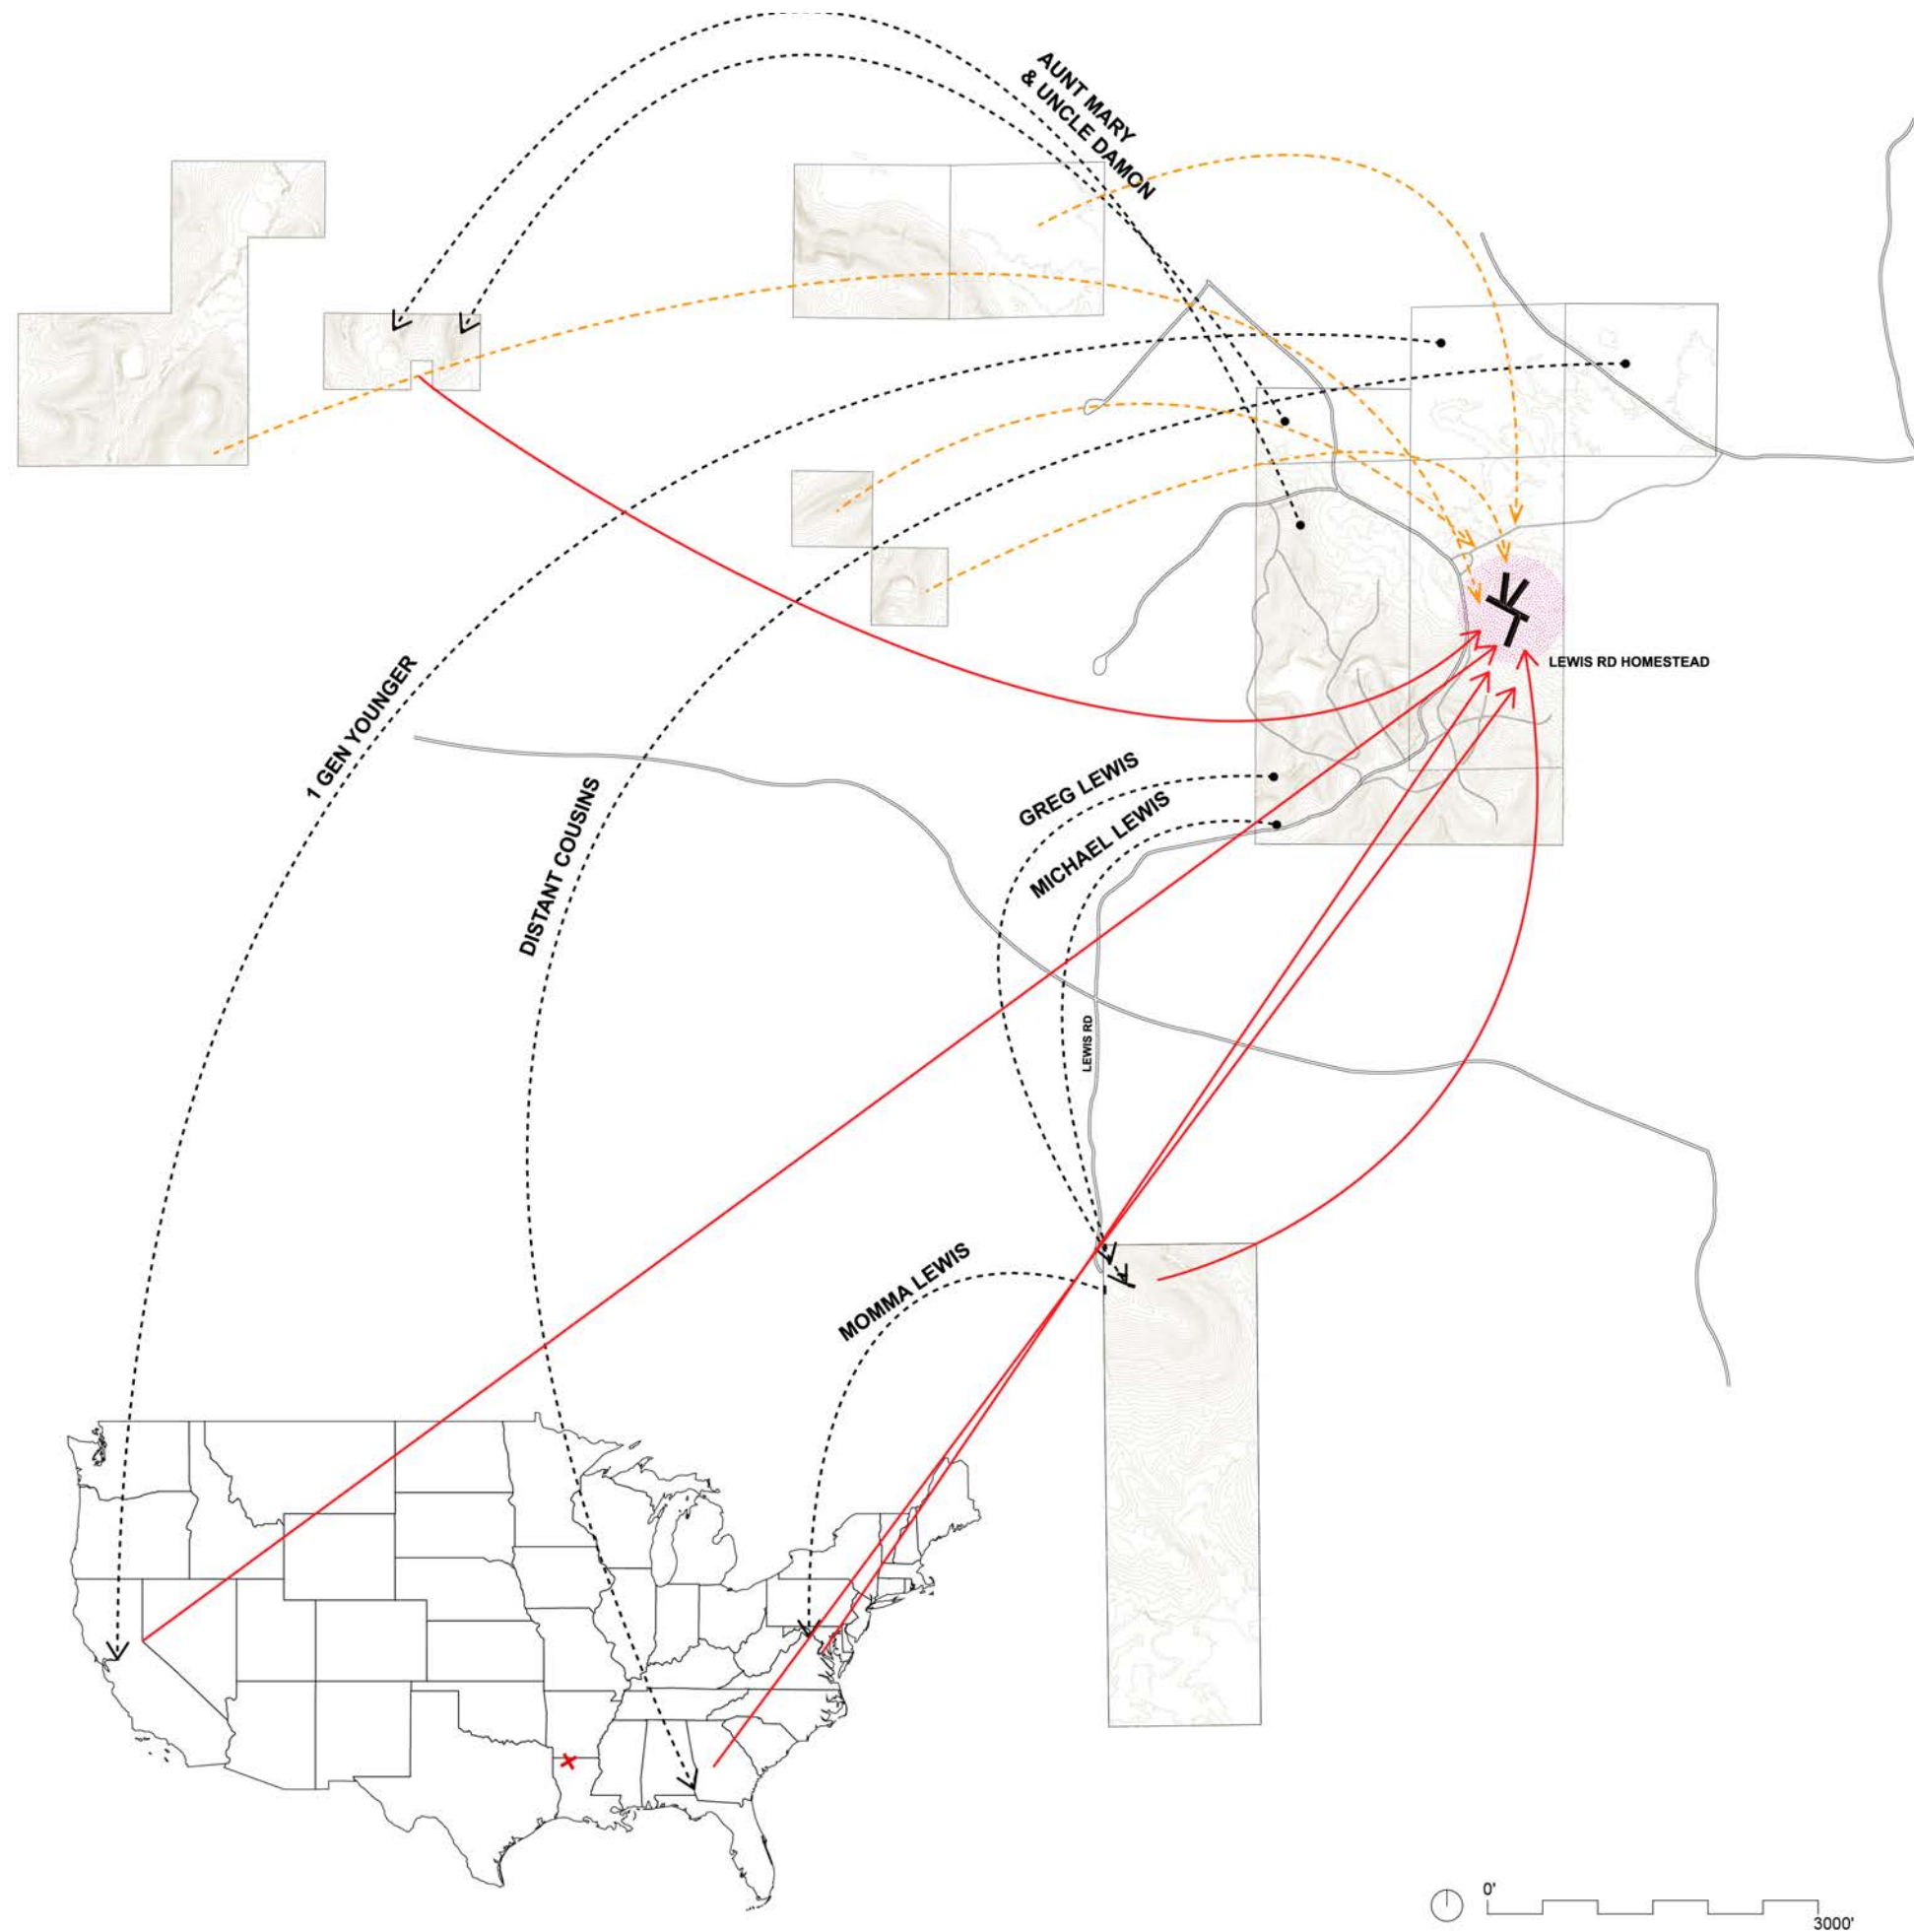 AUNT MARY
& UNCLE DAMON
LEWIS RD HOMESTEAD
1 GEN YOUNGER
DISTANT COUSINS
GREG LEWIS
MICHAEL LEWIS
LEWIS RD
MOMMA LEWIS
0'
3000'